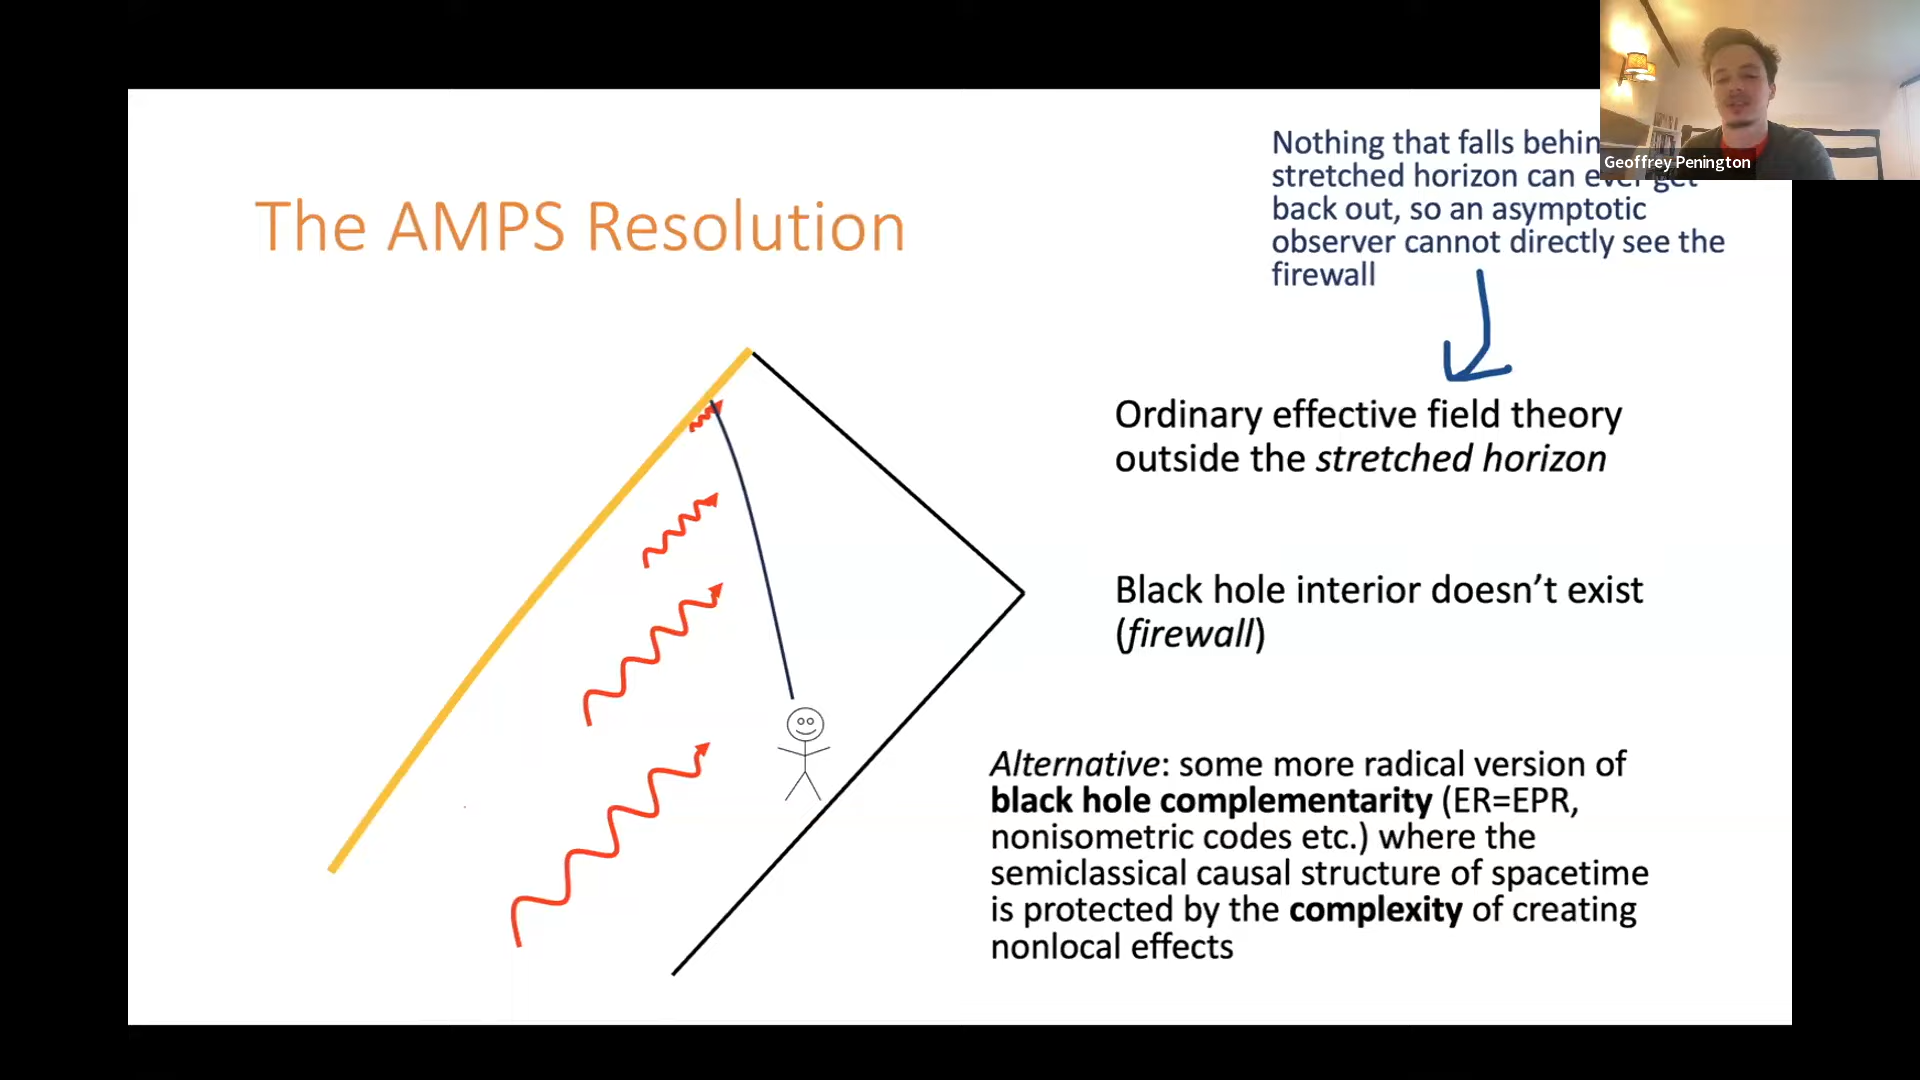 Nothing that falls behin
stretched horizon can ever get
back out, so an asymptotic
observer cannot directly see the
firewall
Geoffrey Penington
The AMPS Resolution
Ordinary effective field theory
outside the stretched horizon
Black hole interior doesn’t exist
(firewall)
Alternative: some more radical version of
black hole complementarity (ER=EPR,
nonisometric codes etc.) where the
semiclassical causal structure of spacetime
is protected by the complexity of creating
nonlocal effects